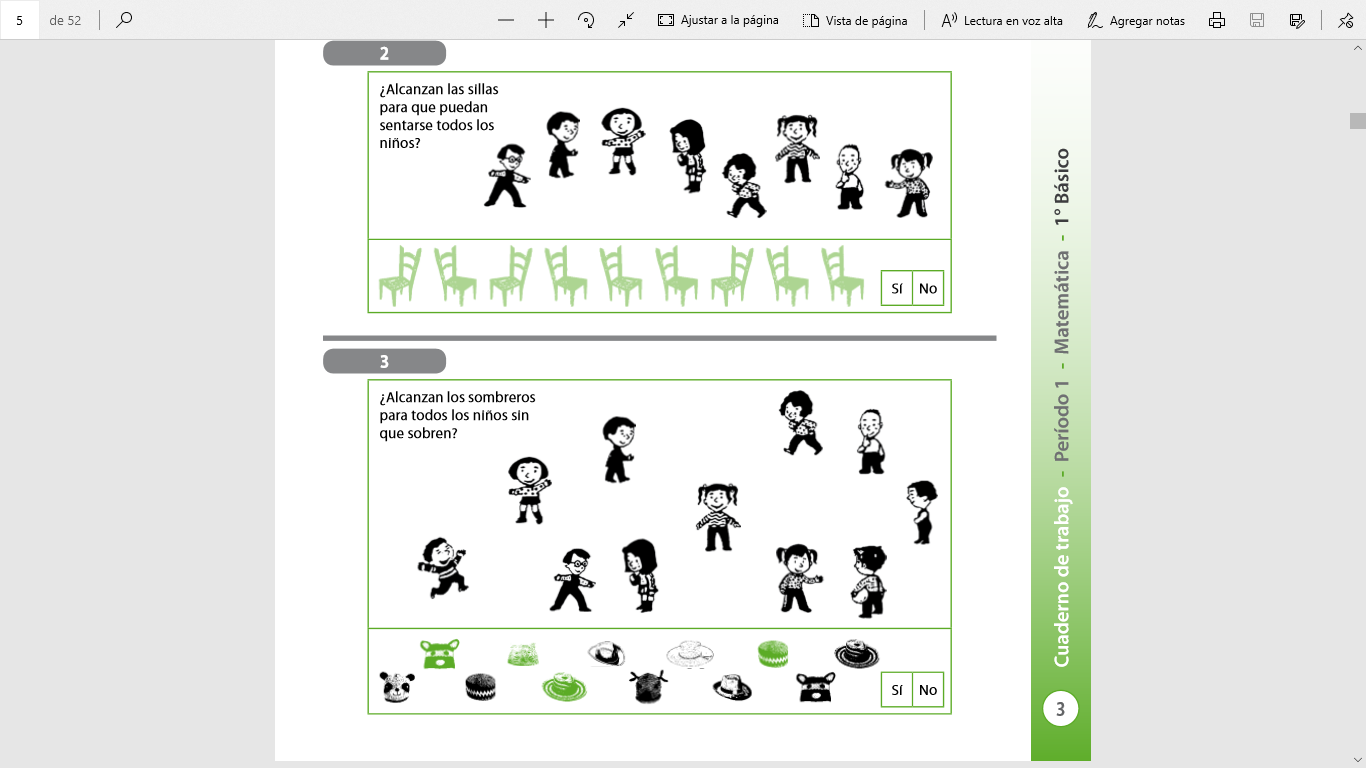 5 de 52 Ajustar a la página Vista de página Lectura en voz alta Agregar notas
2
¿Alcanzan las sillas
para que puedan
sentarse todos los
niños?
Sí No
3
¿Alcanzan los sombreros
para todos los niños sin
que sobren?
Sí No
Cuaderno de trabajo - Período 1 - Matemática - 1° Básico
3